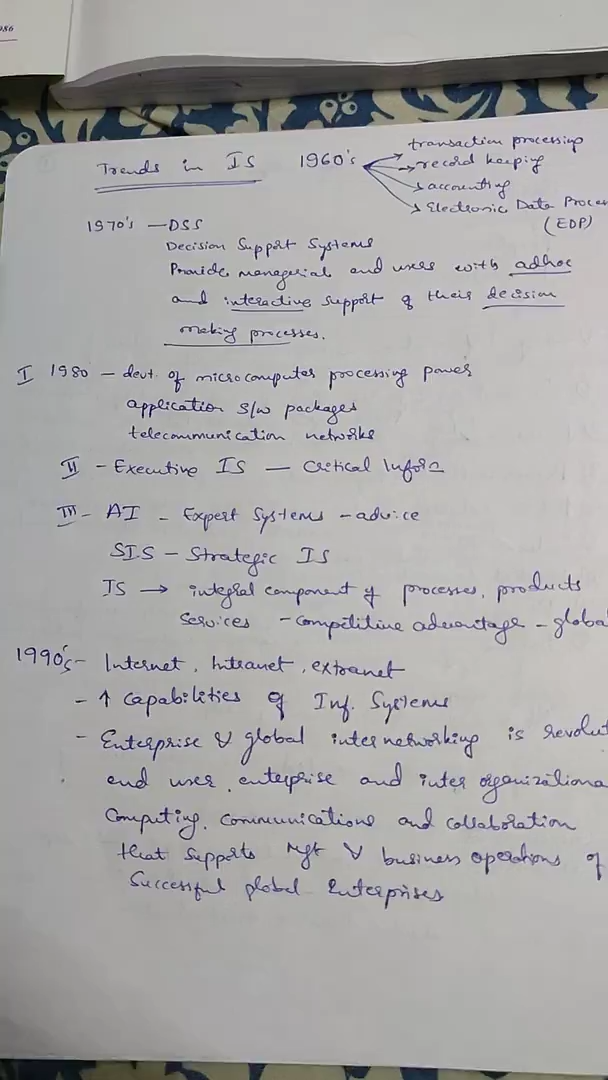 986
Trends in IS 1960's
transaction processing
record keeping
accounting
Electronic Data Proces
(EDP)
1970's - DSS
Decision Support Systems
Provide managerial end users with adhoc
and interactive support of their decision
making processes.
I 1980 - devt. of microcomputer processing power
application s/w packages
telecommunication networks
II - Executive IS - Critical Inforn
III - AI - Expert Systems - advice
SIS - Strategic IS
IS → integral component of processes, products
services - competitive advantage - global
1990's - Internet, Intranet, extranet
- ↑ Capabilities of Inf. Systems
- Enterprise & global internetworking is revolut
end user, enterprise and inter organizationa
Computing, communications and collaboration
that supports Mgt & business operations of
Successful global Enterprises